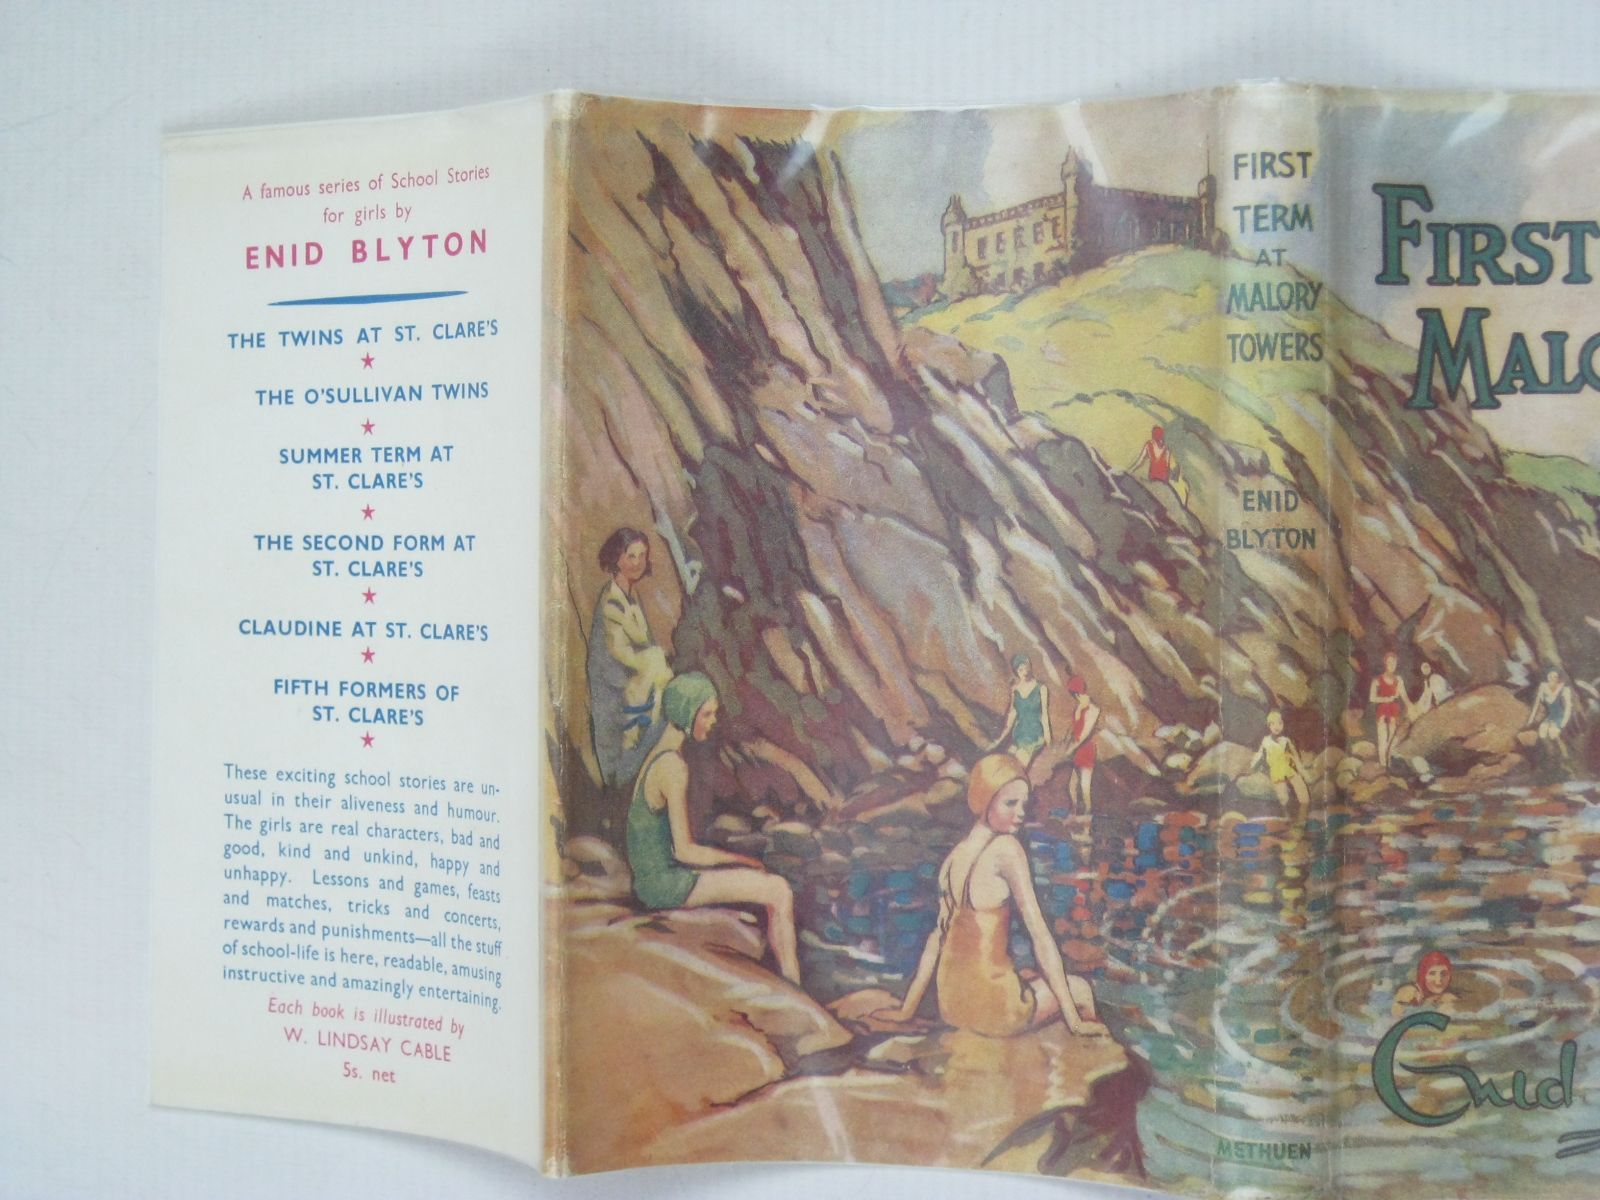 A famous series of School Stories
for girls by
ENID BLYTON
THE TWINS AT ST. CLARE'S
THE O'SULLIVAN TWINS
SUMMER TERM AT
ST. CLARE'S
THE SECOND FORM AT
ST. CLARE'S
CLAUDINE AT ST. CLARE'S
FIFTH FORMERS OF
ST. CLARE'S
These exciting school stories are un-
usual in their aliveness and humour.
The girls are real characters, bad and
good, kind and unkind, happy and
unhappy. Lessons and games, feasts
and matches, tricks and concerts,
rewards and punishments—all the stuff
of school-life is here, readable, amusing
instructive and amazingly entertaining.
Each book is illustrated by
W. LINDSAY CABLE
5s. net
FIRST
TERM
AT
MALORY
TOWERS
ENID
BLYTON
METHUEN
FIRST
MALO
Enid